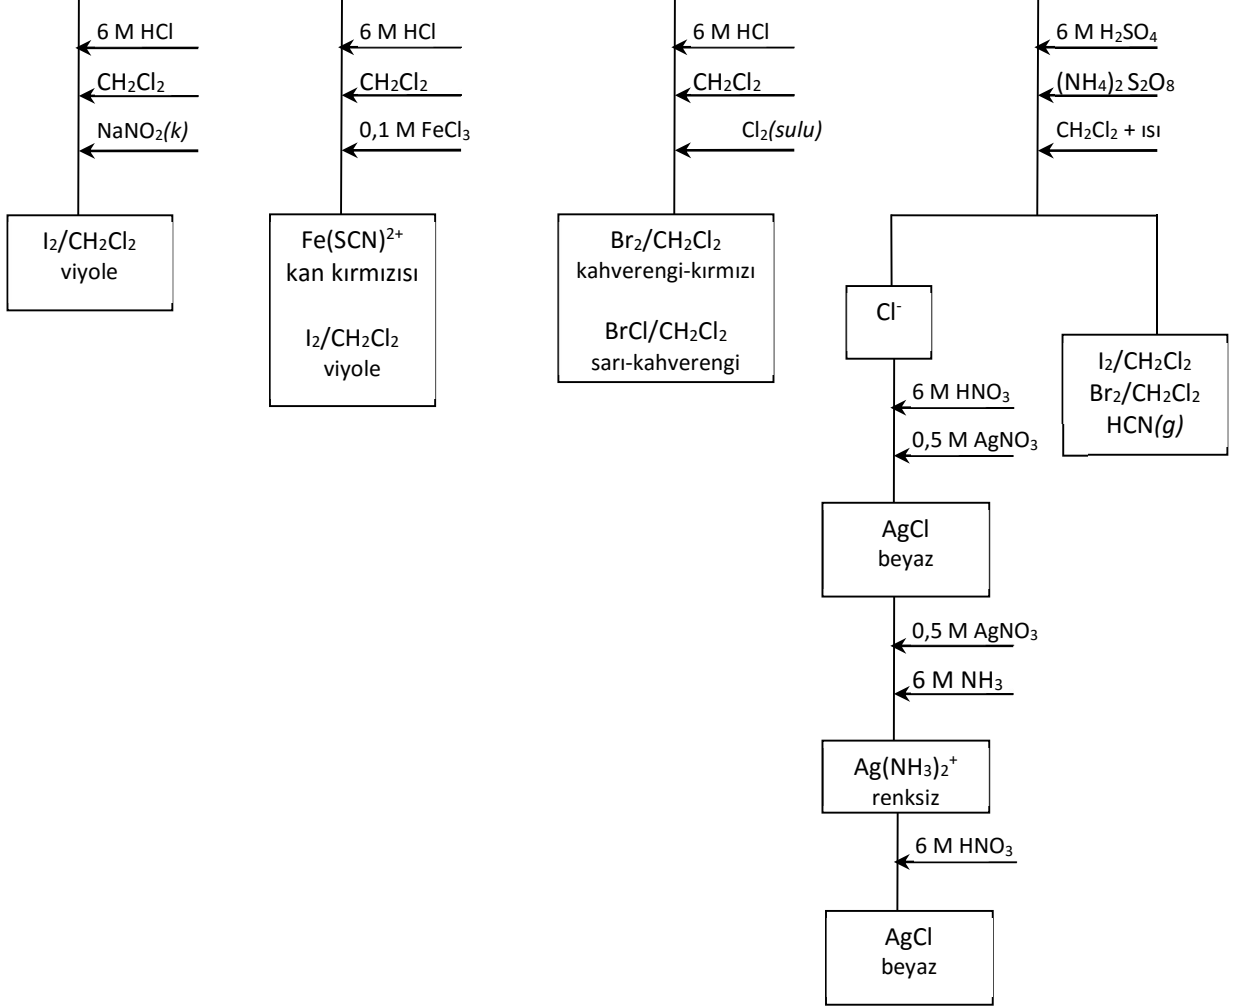 6 M HCl
CH₂Cl₂
NaNO₂(k)
I₂/CH₂Cl₂
viyole
6 M HCl
CH₂Cl₂
0,1 M FeCl₃
Fe(SCN)²⁺
kan kırmızısı
I₂/CH₂Cl₂
viyole
6 M HCl
CH₂Cl₂
Cl₂(sulu)
Br₂/CH₂Cl₂
kahverengi-kırmızı
BrCl/CH₂Cl₂
sarı-kahverengi
6 M H₂SO₄
(NH₄)₂ S₂O₈
CH₂Cl₂ + ısı
Cl⁻
6 M HNO₃
0,5 M AgNO₃
AgCl
beyaz
0,5 M AgNO₃
6 M NH₃
Ag(NH₃)₂⁺
renksiz
6 M HNO₃
AgCl
beyaz
I₂/CH₂Cl₂
Br₂/CH₂Cl₂
HCN(g)